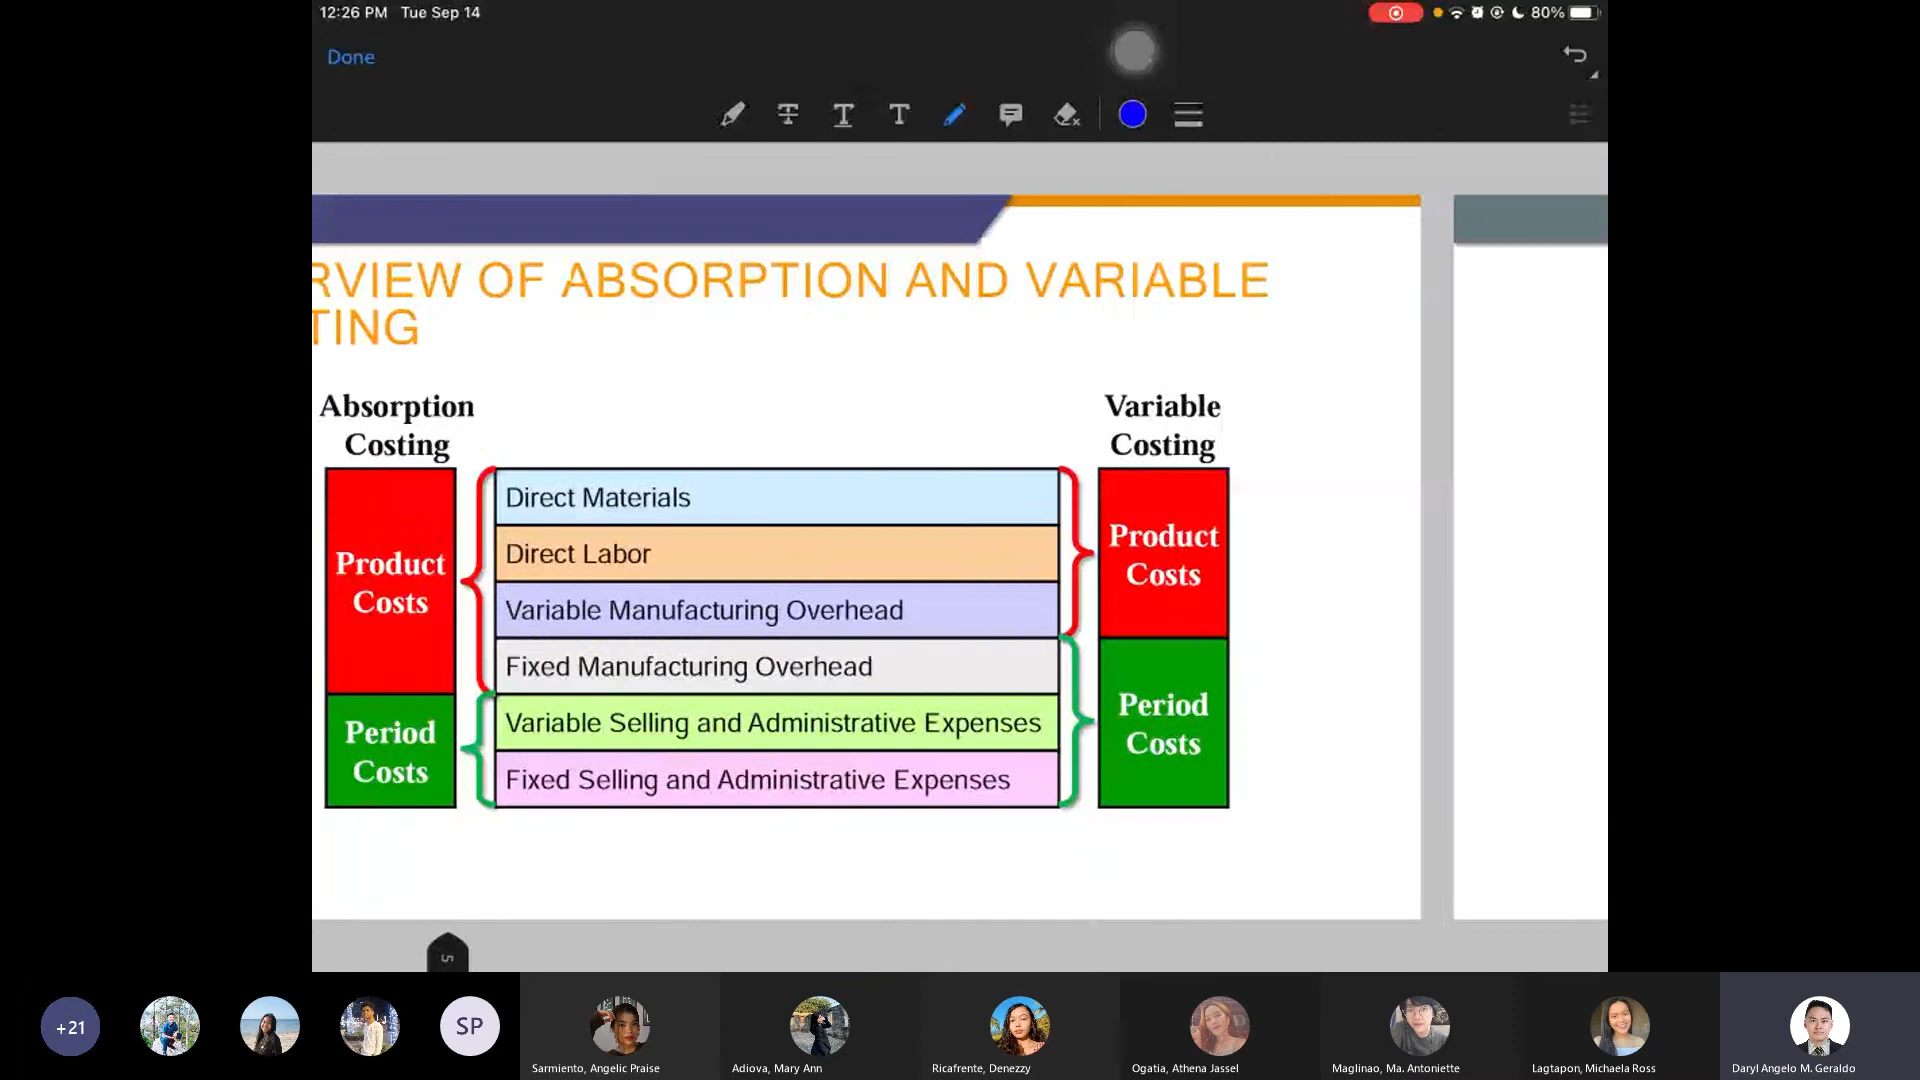 12:26 PM Tue Sep 14
80%
Done
RVIEW OF ABSORPTION AND VARIABLE
TING
Absorption
Costing
Variable
Costing
Product
Costs
Direct Materials
Direct Labor
Variable Manufacturing Overhead
Fixed Manufacturing Overhead
Variable Selling and Administrative Expenses
Fixed Selling and Administrative Expenses
Product
Costs
Period
Costs
Period
Costs
5
+21
SP
Sarmiento, Angelic Praise
Adiova, Mary Ann
Ricafrente, Denezzy
Ogatia, Athena Jassel
Maglinao, Ma. Antoniette
Lagtapon, Michaela Ross
Daryl Angelo M. Geraldo